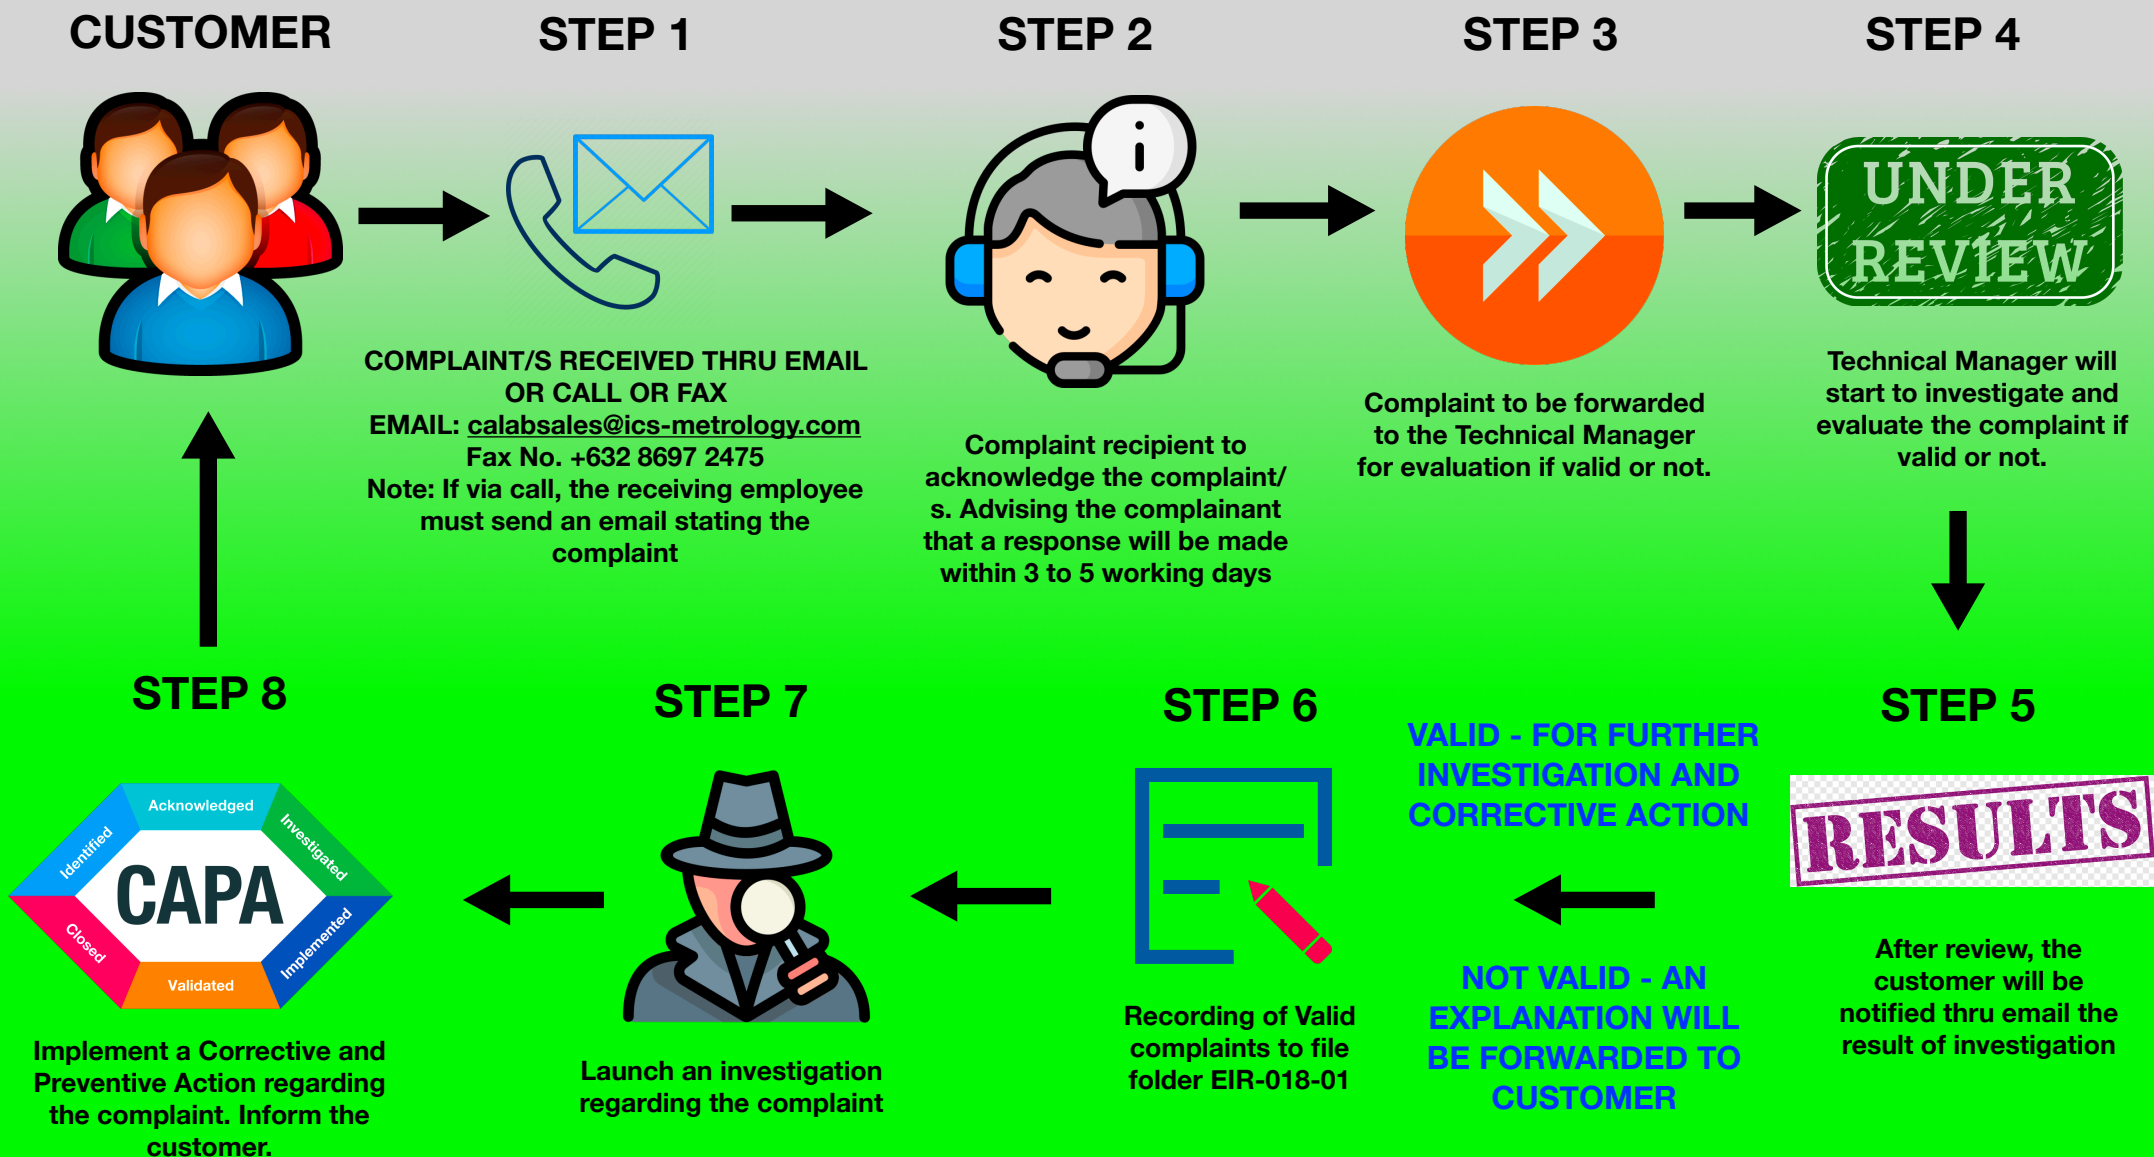 CUSTOMER
STEP 1
STEP 2
STEP 3
STEP 4
i
UNDER
REVIEW
COMPLAINT/S RECEIVED THRU EMAIL
OR CALL OR FAX
EMAIL: calabsales@ics-metrology.com
Fax No. +632 8697 2475
Note: If via call, the receiving employee
must send an email stating the
complaint
Complaint recipient to
acknowledge the complaint/
s. Advising the complainant
that a response will be made
within 3 to 5 working days
Complaint to be forwarded
to the Technical Manager
for evaluation if valid or not.
Technical Manager will
start to investigate and
evaluate the complaint if
valid or not.
STEP 5
RESULTS
After review, the
customer will be
notified thru email the
result of investigation
VALID - FOR FURTHER
INVESTIGATION AND
CORRECTIVE ACTION
NOT VALID - AN
EXPLANATION WILL
BE FORWARDED TO
CUSTOMER
STEP 6
Recording of Valid
complaints to file
folder EIR-018-01
STEP 7
Launch an investigation
regarding the complaint
STEP 8
Identified
Acknowledged
Investigated
Implemented
Validated
Closed
CAPA
Implement a Corrective and
Preventive Action regarding
the complaint. Inform the
customer.